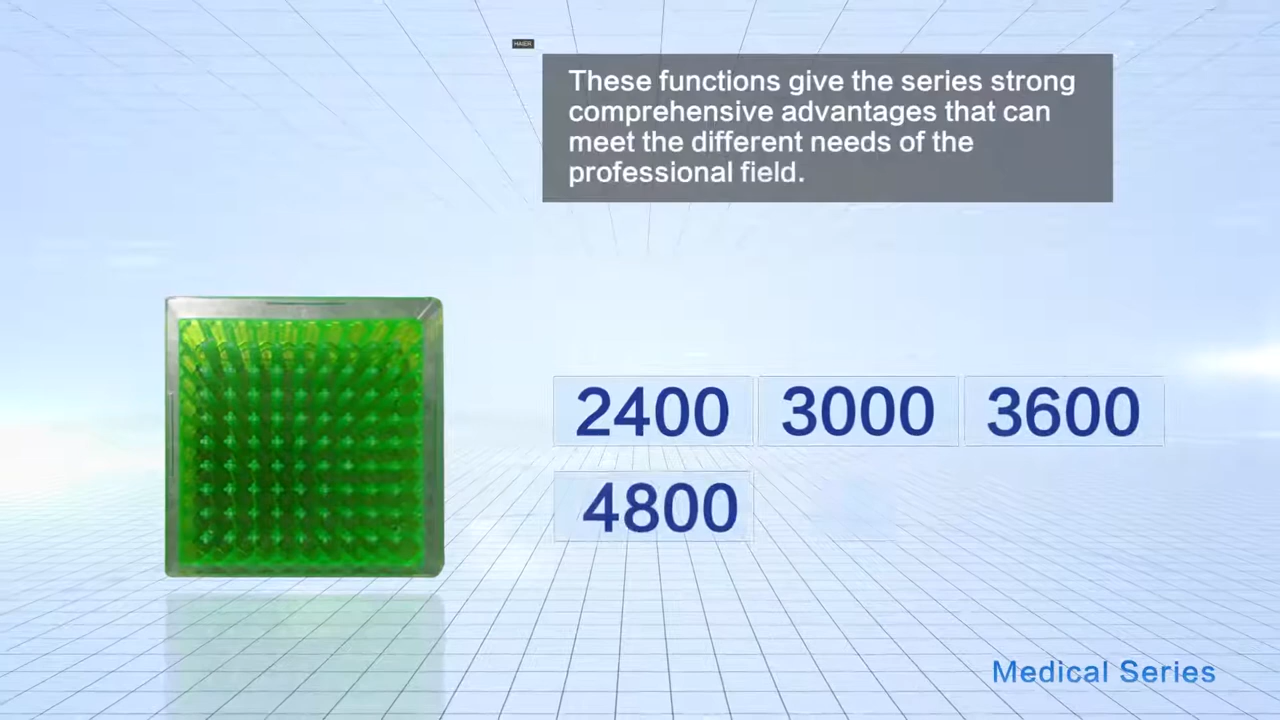 HAIER
These functions give the series strong
comprehensive advantages that can
meet the different needs of the
professional field.
2400 3000 3600
4800
Medical Series